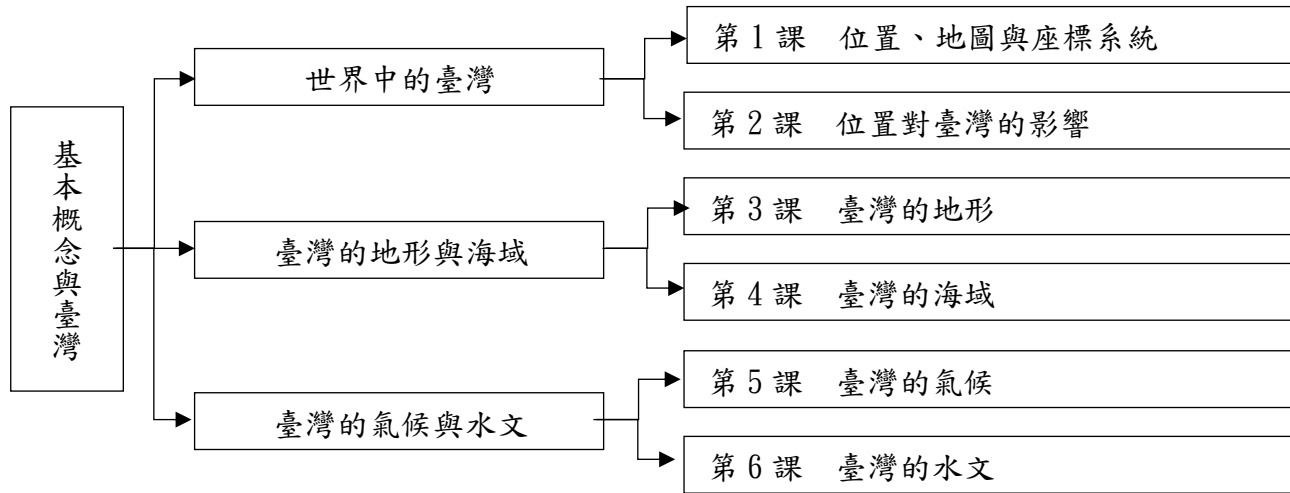 基本概念與臺灣
世界中的臺灣
第1課 位置、地圖與座標系統
第2課 位置對臺灣的影響
臺灣的地形與海域
第3課 臺灣的地形
第4課 臺灣的海域
臺灣的氣候與水文
第5課 臺灣的氣候
第6課 臺灣的水文